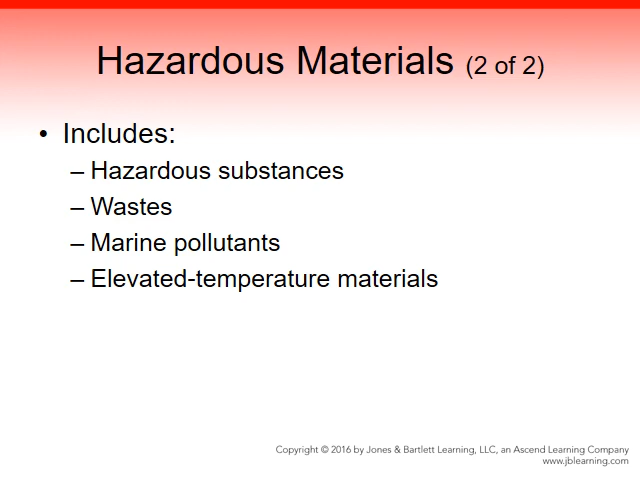 Hazardous Materials (2 of 2)
• Includes:
– Hazardous substances
– Wastes
– Marine pollutants
– Elevated-temperature materials
Copyright © 2016 by Jones & Bartlett Learning, LLC, an Ascend Learning Company
www.jblearning.com